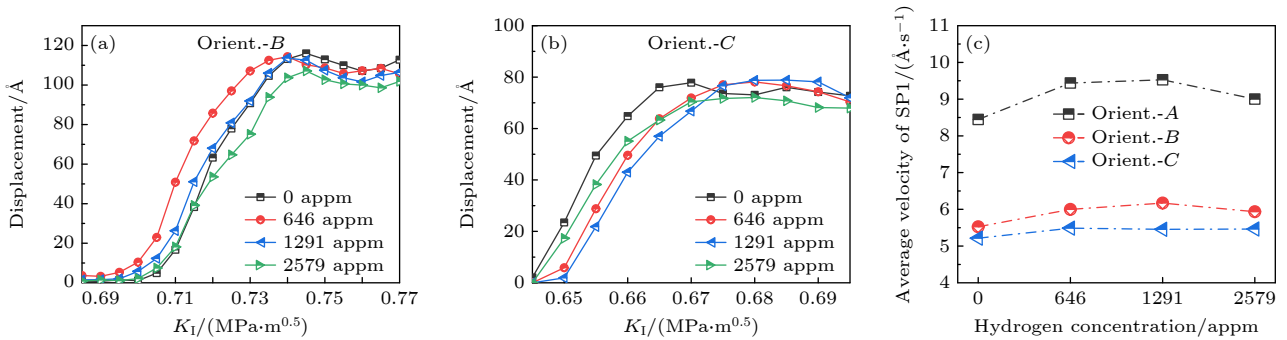 (a)
Orient.-B
Displacement/Å
120
100
80
60
40
20
0
0 appm
646 appm
1291 appm
2579 appm
0.69 0.71 0.73 0.75 0.77
K_I/(MPa·m^0.5)
(b)
Orient.-C
Displacement/Å
100
80
60
40
20
0
0 appm
646 appm
1291 appm
2579 appm
0.65 0.66 0.67 0.68 0.69
K_I/(MPa·m^0.5)
(c)
Average velocity of SP1/(Å·s⁻¹)
11
10
9
8
7
6
5
4
Orient.-A
Orient.-B
Orient.-C
0 646 1291 2579
Hydrogen concentration/appm